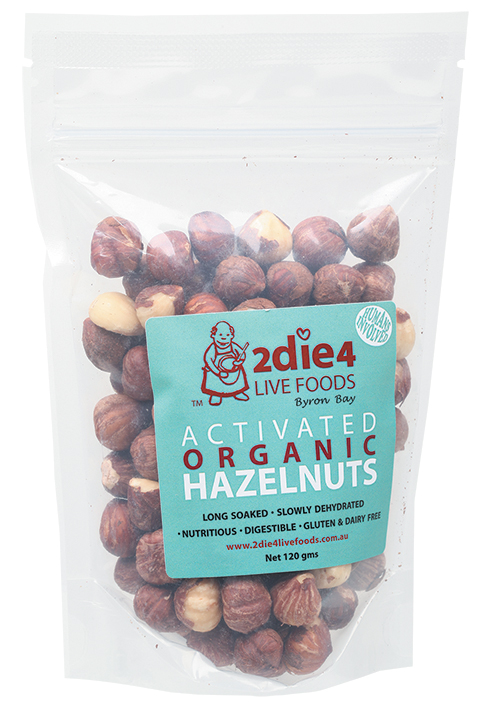 HUMANS
INVOLVED
2die4
LIVE FOODS
TM
Byron Bay
ACTIVATED
ORGANIC
HAZELNUTS
LONG SOAKED • SLOWLY DEHYDRATED
• NUTRITIOUS • DIGESTIBLE • GLUTEN & DAIRY FREE
www.2die4livefoods.com.au
Net 120 gms